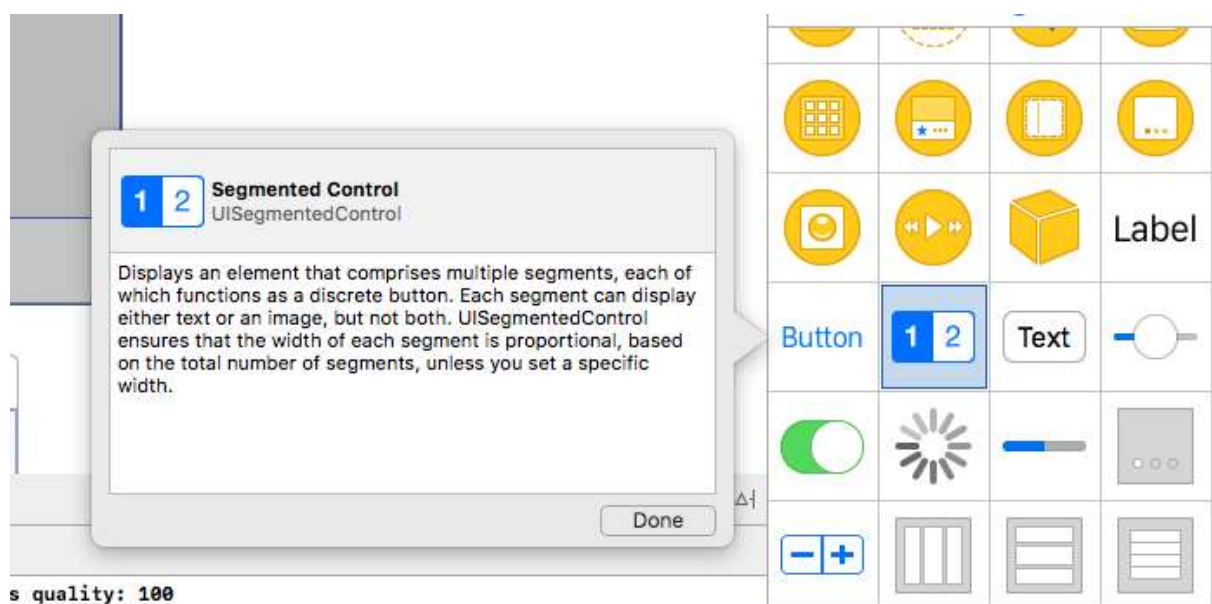 1 2
Segmented Control
UISegmentedControl
Displays an element that comprises multiple segments, each of
which functions as a discrete button. Each segment can display
either text or an image, but not both. UISegmentedControl
ensures that the width of each segment is proportional, based
on the total number of segments, unless you set a specific
width.
Done
Label
Button
1 2
Text
s quality: 100